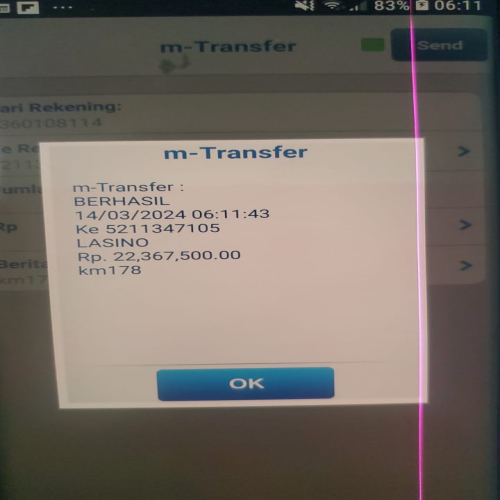 83% 06:11
m-Transfer
Send
ari Rekening:
360108114
m-Transfer
m-Transfer :
BERHASIL
14/03/2024 06:11:43
Ke 5211347105
LASINO
Rp. 22,367,500.00
km178
e Re
211
umla
Rp
Berita
km17
OK